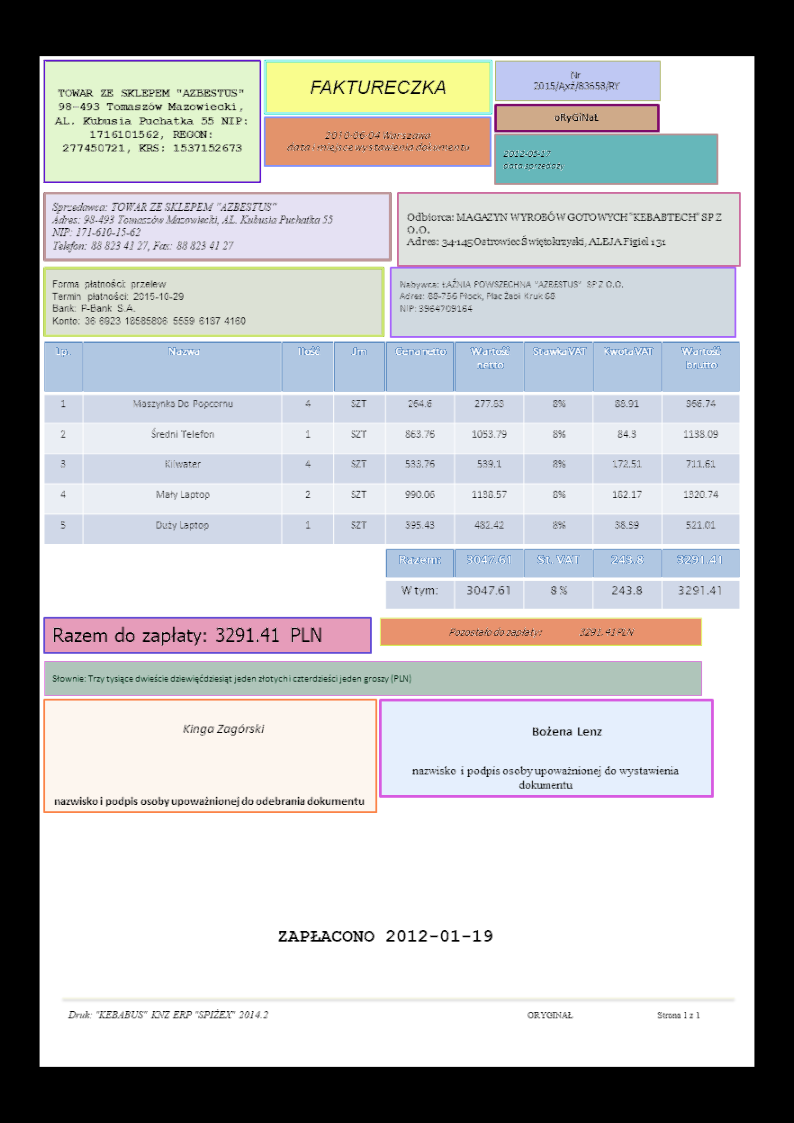 TOWAR ZE SKLEPEM "AZBESTUS"
98-493 Tomaszów Mazowiecki,
AL. Kubusia Puchatka 55 NIP:
1716101562, REGON:
277450721, KRS: 1537152673
FAKTURECZKA
2010-06-04 Warszawa
data i miejsce wystawienia dokumentu
Nr
2015/Axż/83653/RY
oRyGiNaŁ
2012-03-17
data sprzedaży
Sprzedawca: TOWAR ZE SKLEPEM "AZBESTUS"
Adres: 98-493 Tomaszów Mazowiecki, AL. Kubusia Puchatka 55
NIP: 171-610-15-62
Telefon: 88 823 41 27, Fax: 88 823 41 27
Odbiorca: MAGAZYN WYROBÓW GOTOWYCH "KEBABTECH" SP Z
O.O.
Adres: 34-145 Ostrowiec Świętokrzyski, ALEJA Figiel 131
Forma płatności: przelew
Termin płatności: 2015-10-29
Bank: P-Bank S.A.
Konto: 36 6923 18585806 5559 6187 4160
Nabywca: ŁAŹNIA POWSZECHNA "AZBESTUS" SP Z O.O.
Adres: 88-756 Płock, Plac Żabi Kruk 68
NIP: 3964709164
Lp. Nazwa Ilość Jm Cena netto Wartość netto Stawka VAT Kwota VAT Wartość brutto
1 Maszynka Do Popcornu 4 SZT 264.6 277.83 8% 88.91 366.74
2 Średni Telefon 1 SZT 863.76 1053.79 8% 84.3 1138.09
3 Kilwater 4 SZT 533.76 539.1 8% 172.51 711.61
4 Mały Laptop 2 SZT 990.06 1138.57 8% 182.17 1320.74
5 Duży Laptop 1 SZT 395.43 482.42 8% 38.59 521.01
Razem: 3047.61 St. VAT 243.8 3291.41
W tym: 3047.61 8 % 243.8 3291.41
Razem do zapłaty: 3291.41 PLN
Pozostało do zapłaty: 3291.41 PLN
Słownie: Trzy tysiące dwieście dziewięćdziesiąt jeden złotych i czterdzieści jeden groszy (PLN)
Kinga Zagórski
nazwisko i podpis osoby upoważnionej do odebrania dokumentu
Bożena Lenz
nazwisko i podpis osoby upoważnionej do wystawienia
dokumentu
ZAPŁACONO 2012-01-19
Druk: "KEBABUS" KNZ ERP "SPIŻEX" 2014.2 ORYGINAŁ Strona 1 z 1